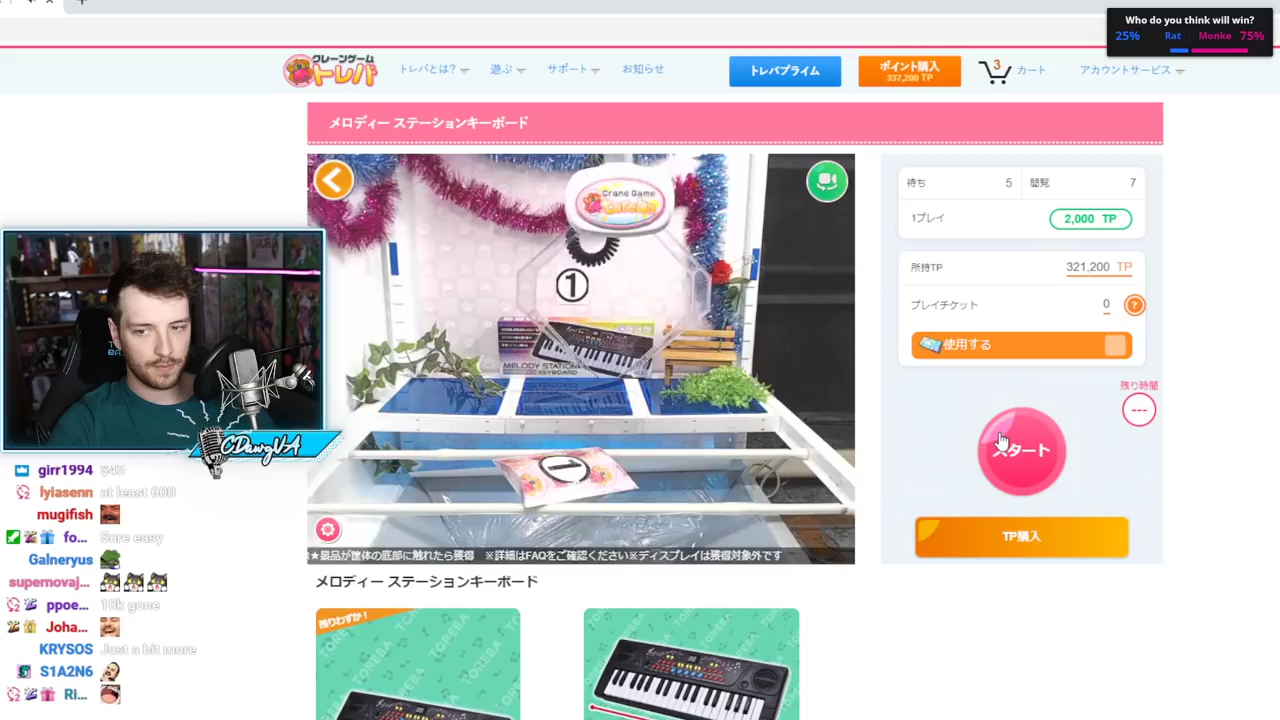 Who do you think will win?
25% Rat Monke 75%
クレーンゲーム
トレバ
トレバとは?
遊ぶ
サポート
お知らせ
トレバプライム
ポイント購入
337,200 TP
3
カート
アカウントサービス
メロディー ステーションキーボード
Crane Game
Toreba
①
MELODY STATION
KEYBOARD
①
★景品が筐体の底部に触れたら獲得 ※詳細はFAQをご確認ください※ディスプレイは獲得対象外です
待ち 5 閲覧 7
1プレイ 2,000 TP
所持TP 321,200 TP
プレイチケット 0 ?
使用する
残り時間
---
スタート
TP購入
メロディー ステーションキーボード
残りわずか!
TOREBA
TOREBA
CDawgVA
girr1994 $45
lyiasenn at least 600
mugifish
fo... Sure easy
Galneryus
supernovaj...
ppoe... 10k gone
Joha...
KRYSOS Just a bit more
S1A2N6
Ri...